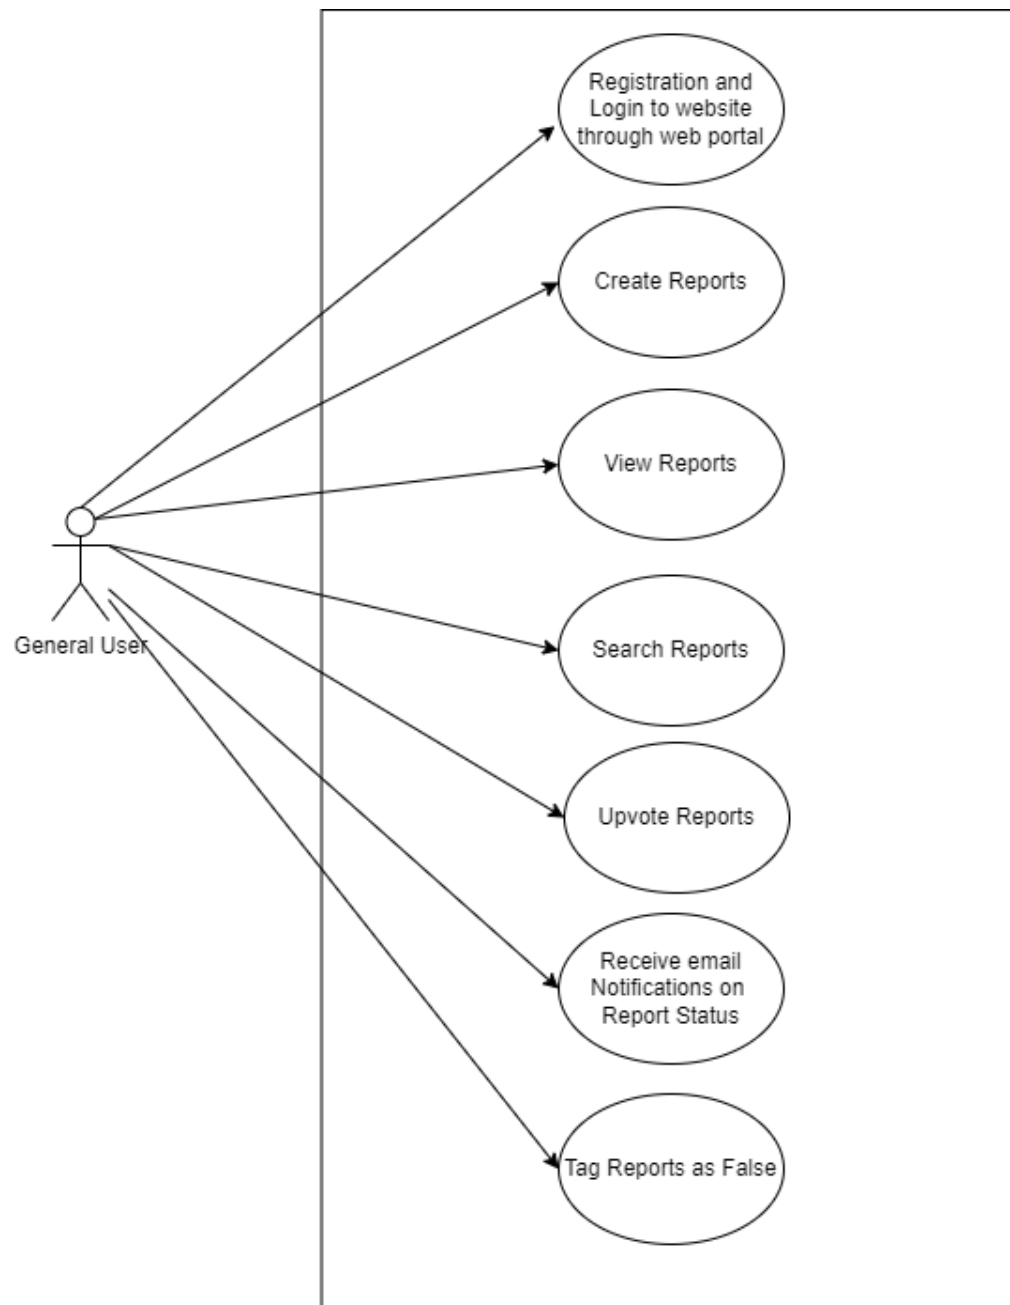 Registration and
Login to website
through web portal
Create Reports
View Reports
Search Reports
General User
Upvote Reports
Receive email
Notifications on
Report Status
Tag Reports as False